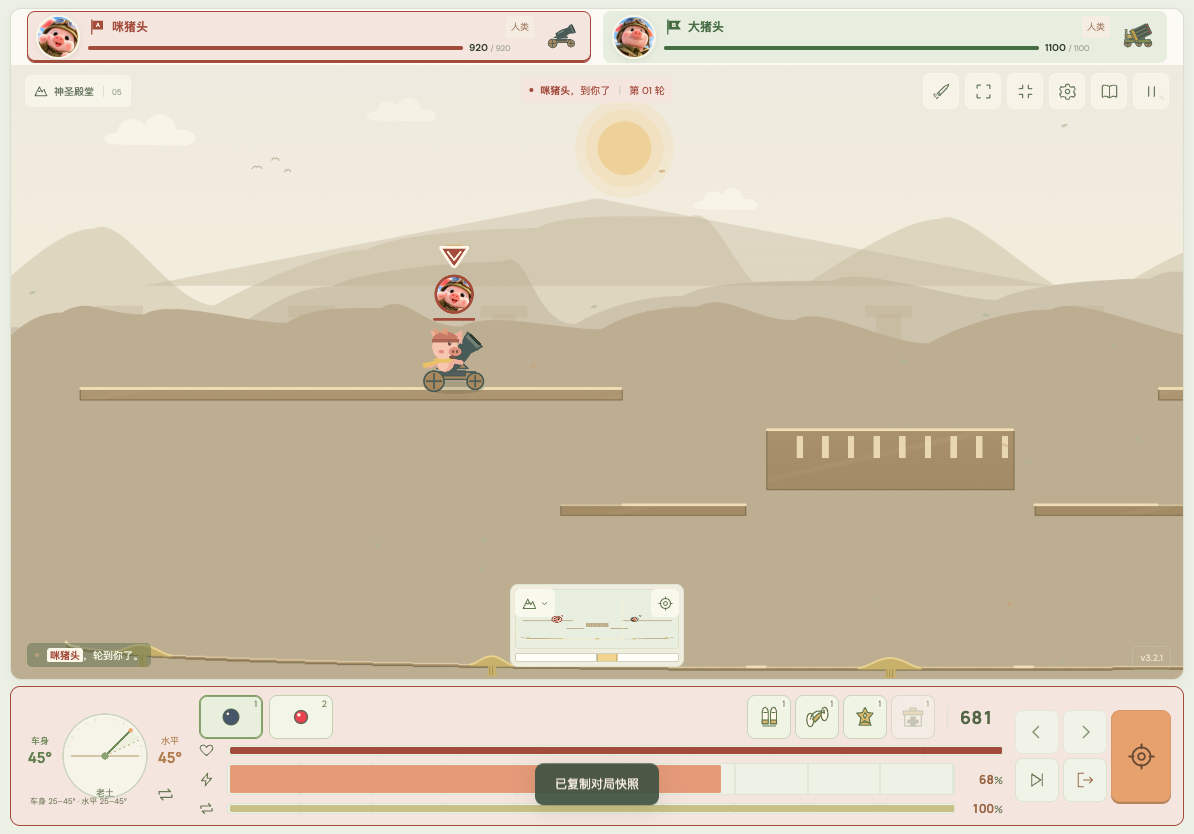 咪猪头
人类
920 / 920
大猪头
人类
1100 / 1100
神圣殿堂 05
咪猪头，到你了 第 01 轮
咪猪头，轮到你了。
v3.2.1
车身
45°
水平
45°
老土
车身 25–45° · 水平 25–45°
1
2
1
1
1
1
681
68%
100%
已复制对局快照